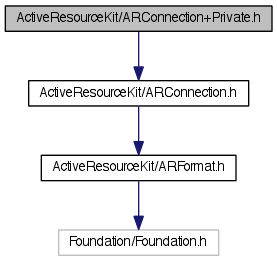 ActiveResourceKit/ARConnection+Private.h
ActiveResourceKit/ARConnection.h
ActiveResourceKit/ARFormat.h
Foundation/Foundation.h